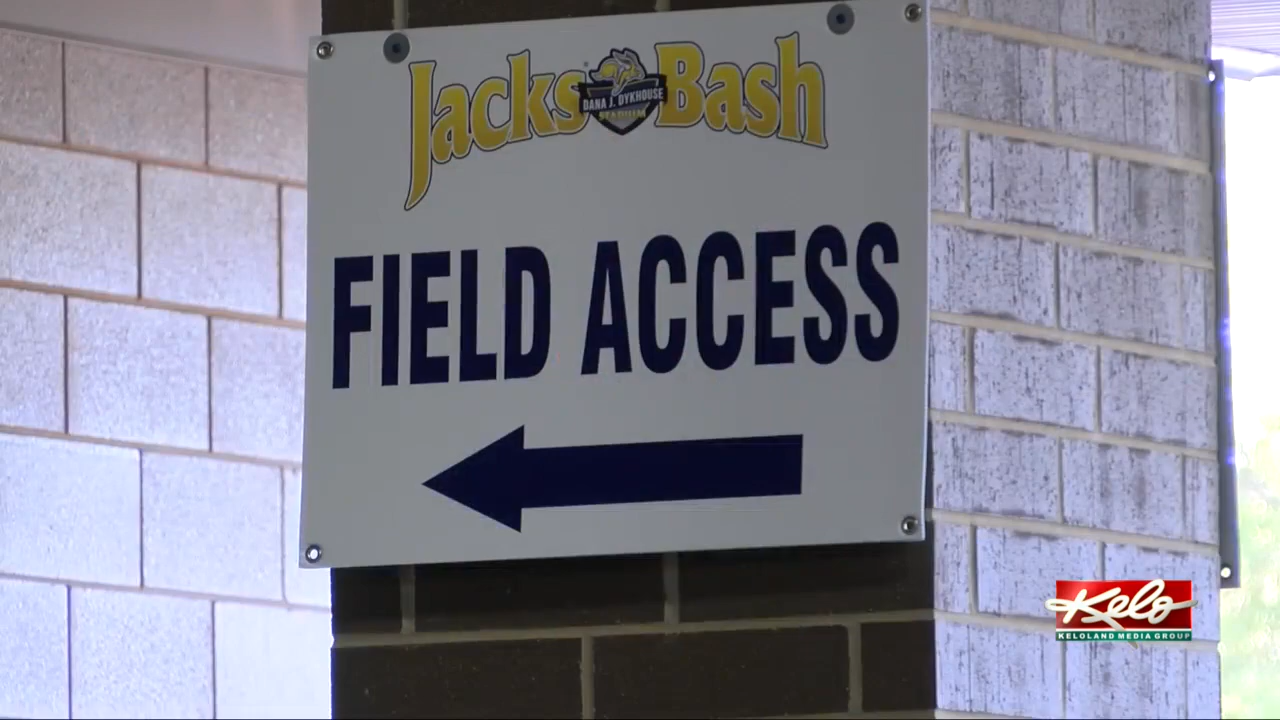 Jacks Bash
DANA J. DYKHOUSE
STADIUM
FIELD ACCESS
Kelo
KELOLAND MEDIA GROUP